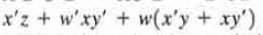 x'z + w'xy' + w(x'y + xy')